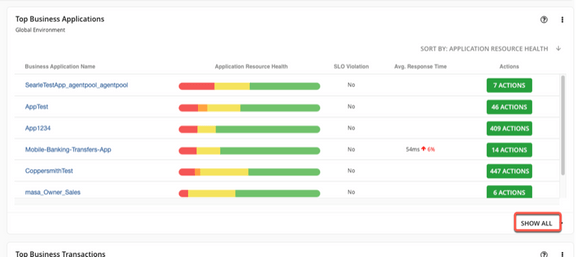 Top Business Applications
Global Environment
SORT BY: APPLICATION RESOURCE HEALTH
Business Application Name Application Resource Health SLO Violation Avg. Response Time Actions
SearleTestApp_agentpool_agentpool No 7 ACTIONS
AppTest No 46 ACTIONS
App1234 No 409 ACTIONS
Mobile-Banking-Transfers-App No 54ms 6% 14 ACTIONS
CoppersmithTest No 447 ACTIONS
masa_Owner_Sales No 6 ACTIONS
SHOW ALL
Top Business Transactions